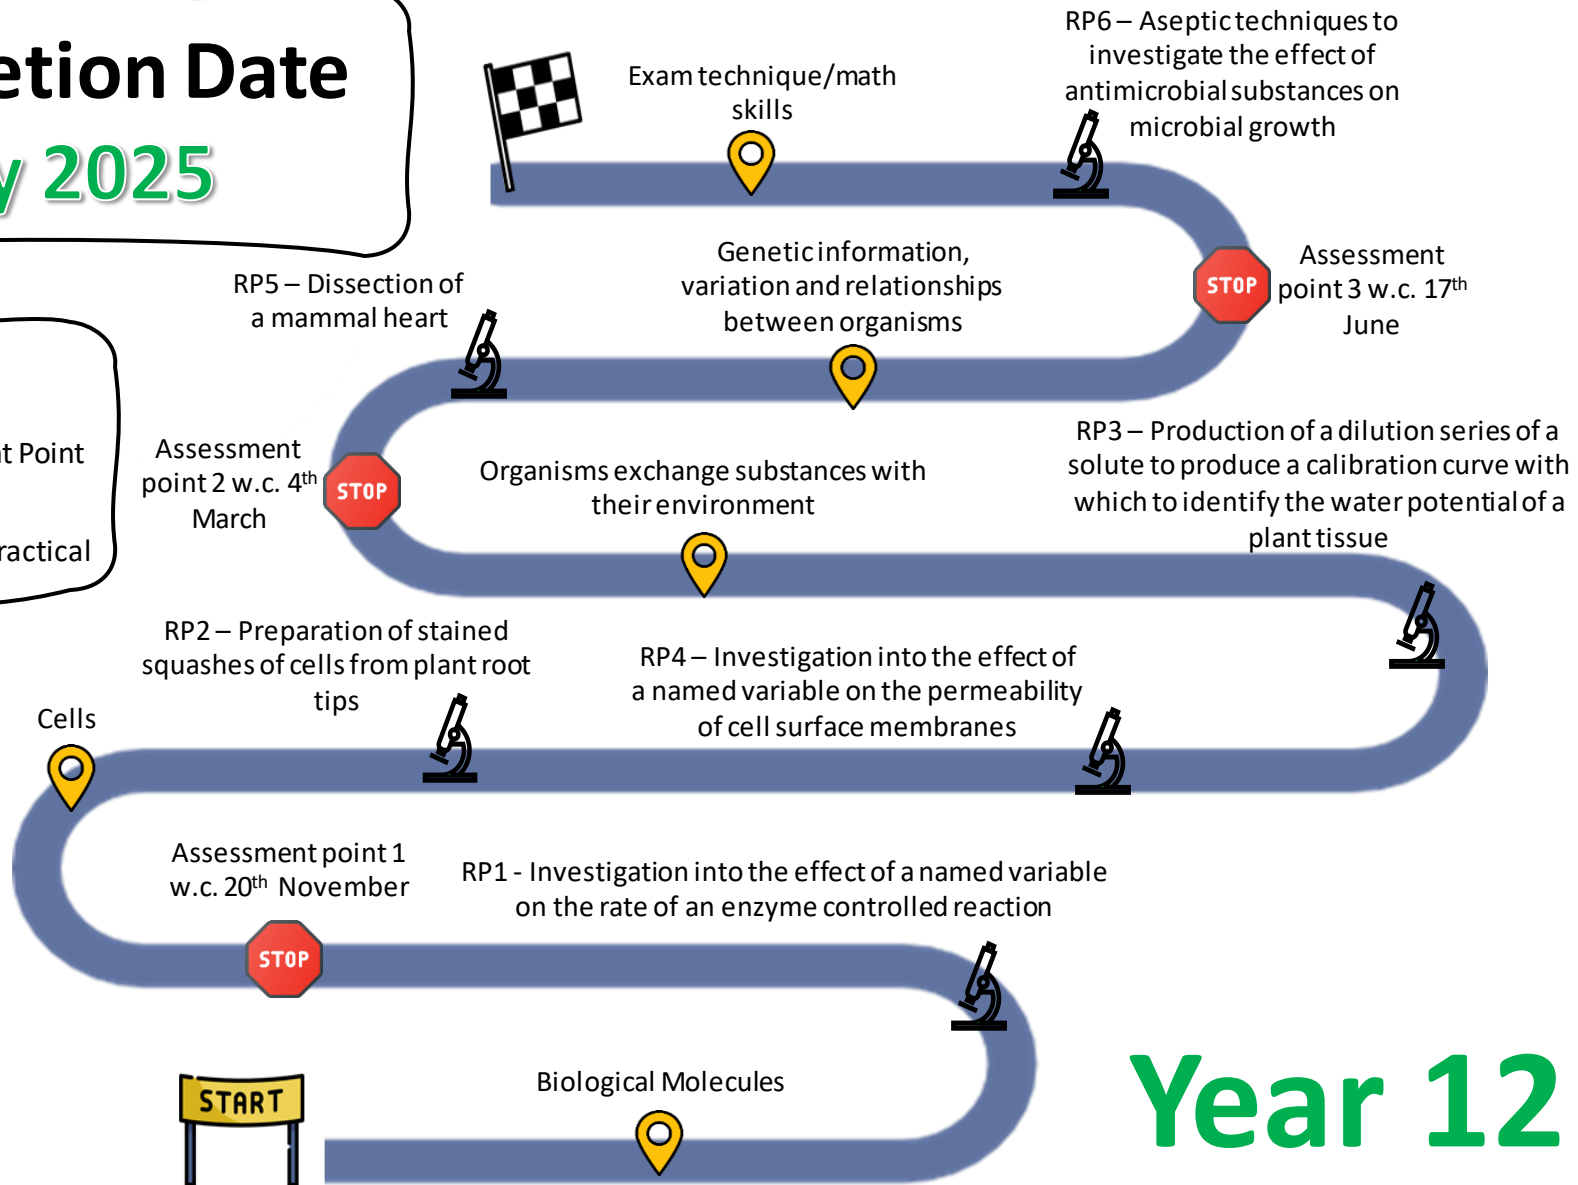 etion Date
y 2025
t Point
ractical
Exam technique/math
skills
RP6 – Aseptic techniques to
investigate the effect of
antimicrobial substances on
microbial growth
RP5 – Dissection of
a mammal heart
Genetic information,
variation and relationships
between organisms
STOP
Assessment
point 3 w.c. 17th
June
Assessment
point 2 w.c. 4th
March
STOP
Organisms exchange substances with
their environment
RP3 – Production of a dilution series of a
solute to produce a calibration curve with
which to identify the water potential of a
plant tissue
RP2 – Preparation of stained
squashes of cells from plant root
tips
RP4 – Investigation into the effect of
a named variable on the permeability
of cell surface membranes
Cells
Assessment point 1
w.c. 20th November
STOP
RP1 - Investigation into the effect of a named variable
on the rate of an enzyme controlled reaction
START
Biological Molecules
Year 12